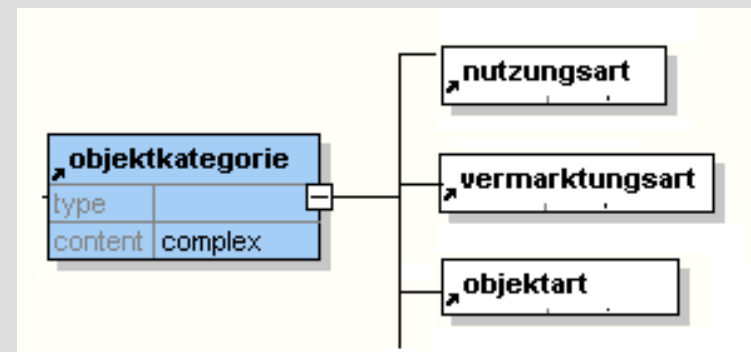 nutzungsart
objektkategorie
vermarktungsart
type
content complex
objektart